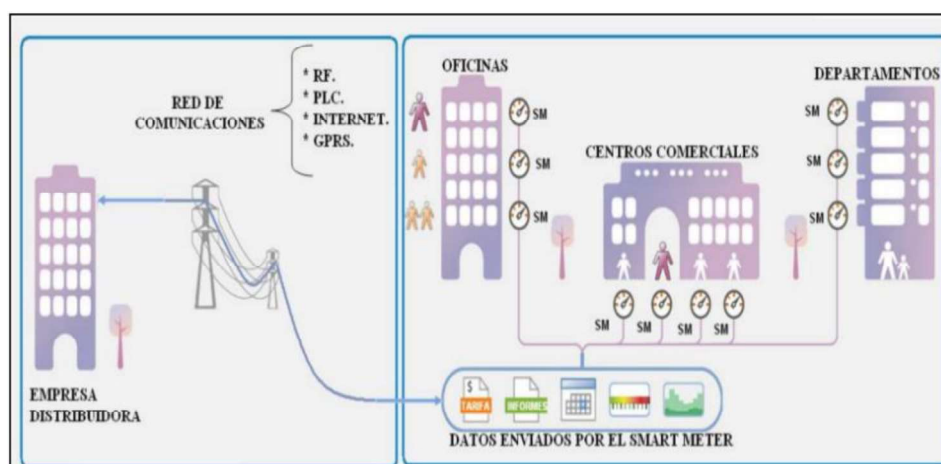 RED DE
COMUNICACIONES
* RF.
* PLC.
* INTERNET.
* GPRS.
EMPRESA
DISTRIBUIDORA
OFICINAS
SM
SM
SM
CENTROS COMERCIALES
SM
SM
SM
SM
DEPARTAMENTOS
SM
SM
SM
$
TARIFA
INFORMES
DATOS ENVIADOS POR EL SMART METER